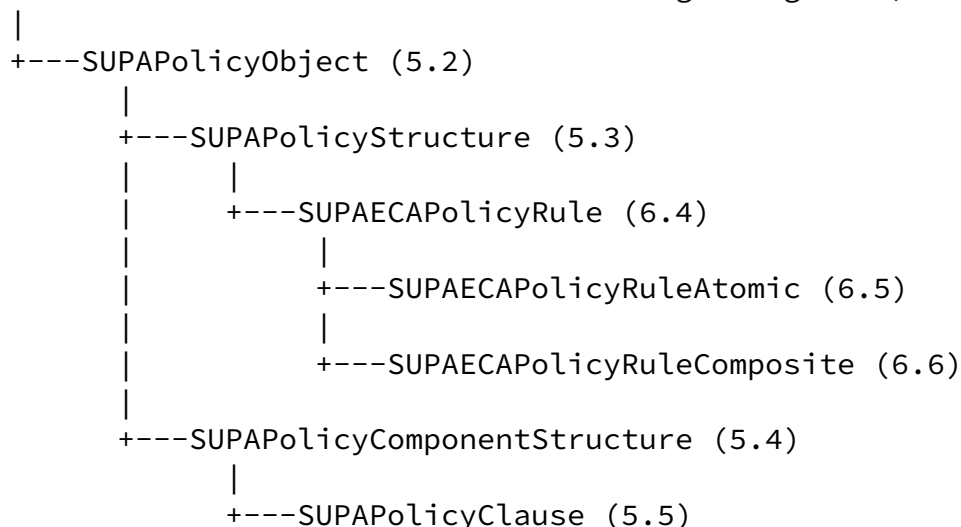 |
+---SUPAPolicyObject (5.2)
|
+---SUPAPolicyStructure (5.3)
| |
| +---SUPAECAPolicyRule (6.4)
| |
| +---SUPAECAPolicyRuleAtomic (6.5)
| |
| +---SUPAECAPolicyRuleComposite (6.6)
|
+---SUPAPolicyComponentStructure (5.4)
|
+---SUPAPolicyClause (5.5)